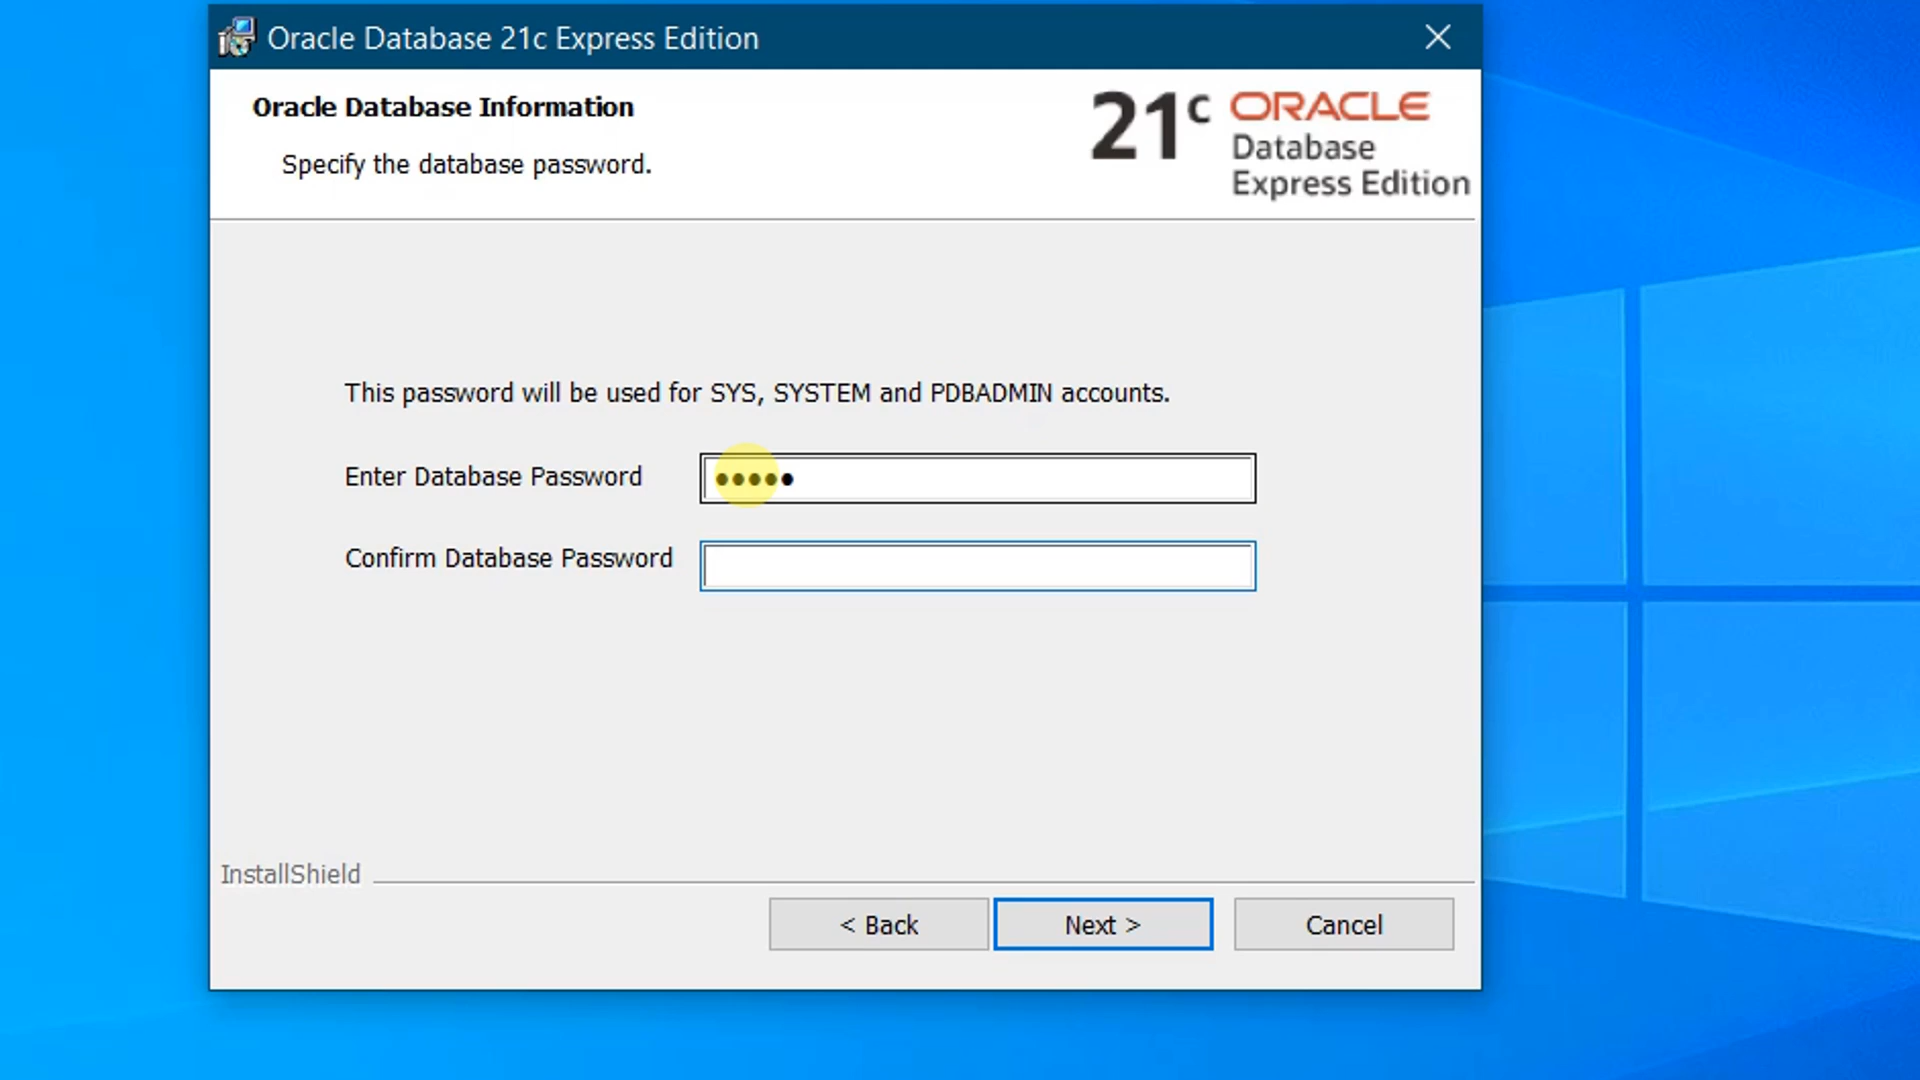 Oracle Database 21c Express Edition
Oracle Database Information
Specify the database password.
21c ORACLE
Database
Express Edition
This password will be used for SYS, SYSTEM and PDBADMIN accounts.
Enter Database Password
●●●●●
Confirm Database Password
InstallShield
< Back
Next >
Cancel